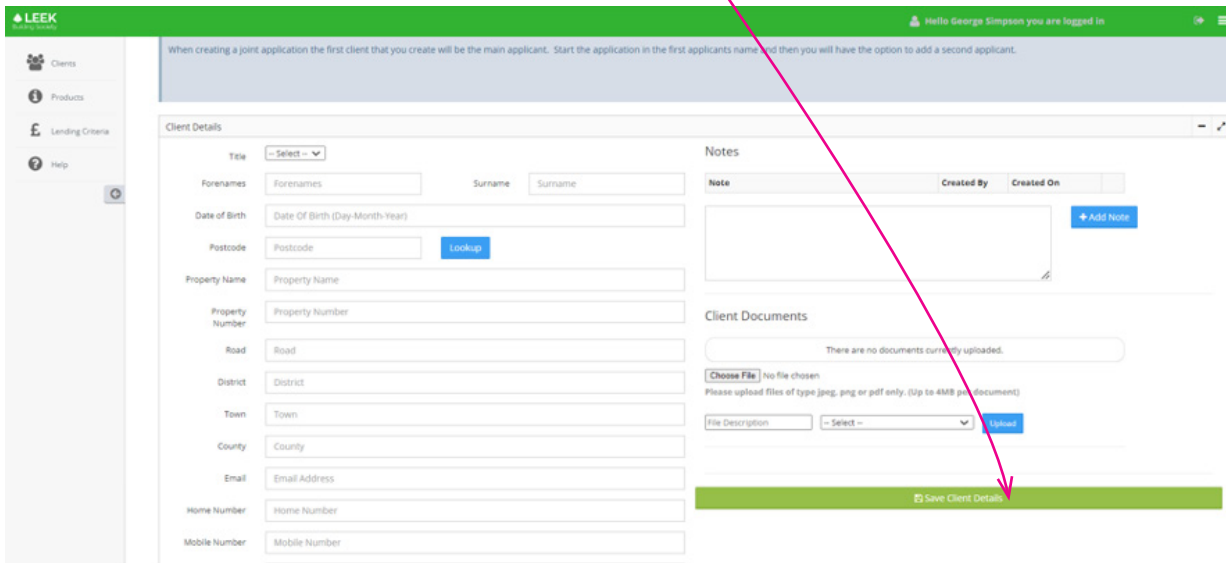 LEEK
Building Society
Hello George Simpson you are logged in
When creating a joint application the first client that you create will be the main applicant. Start the application in the first applicants name and then you will have the option to add a second applicant.
Clients
Products
£ Lending Criteria
Help
Client Details
Title
-- Select --
Forenames
Forenames
Surname
Surname
Date of Birth
Date Of Birth (Day-Month-Year)
Postcode
Postcode
Lookup
Property Name
Property Name
Property
Number
Property Number
Road
Road
District
District
Town
Town
County
County
Email
Email Address
Home Number
Home Number
Mobile Number
Mobile Number
Notes
Note Created By Created On
+ Add Note
Client Documents
There are no documents currently uploaded.
Choose File No file chosen
Please upload files of type jpeg, png or pdf only. (Up to 4MB per document)
File Description
-- Select --
Upload
Save Client Details